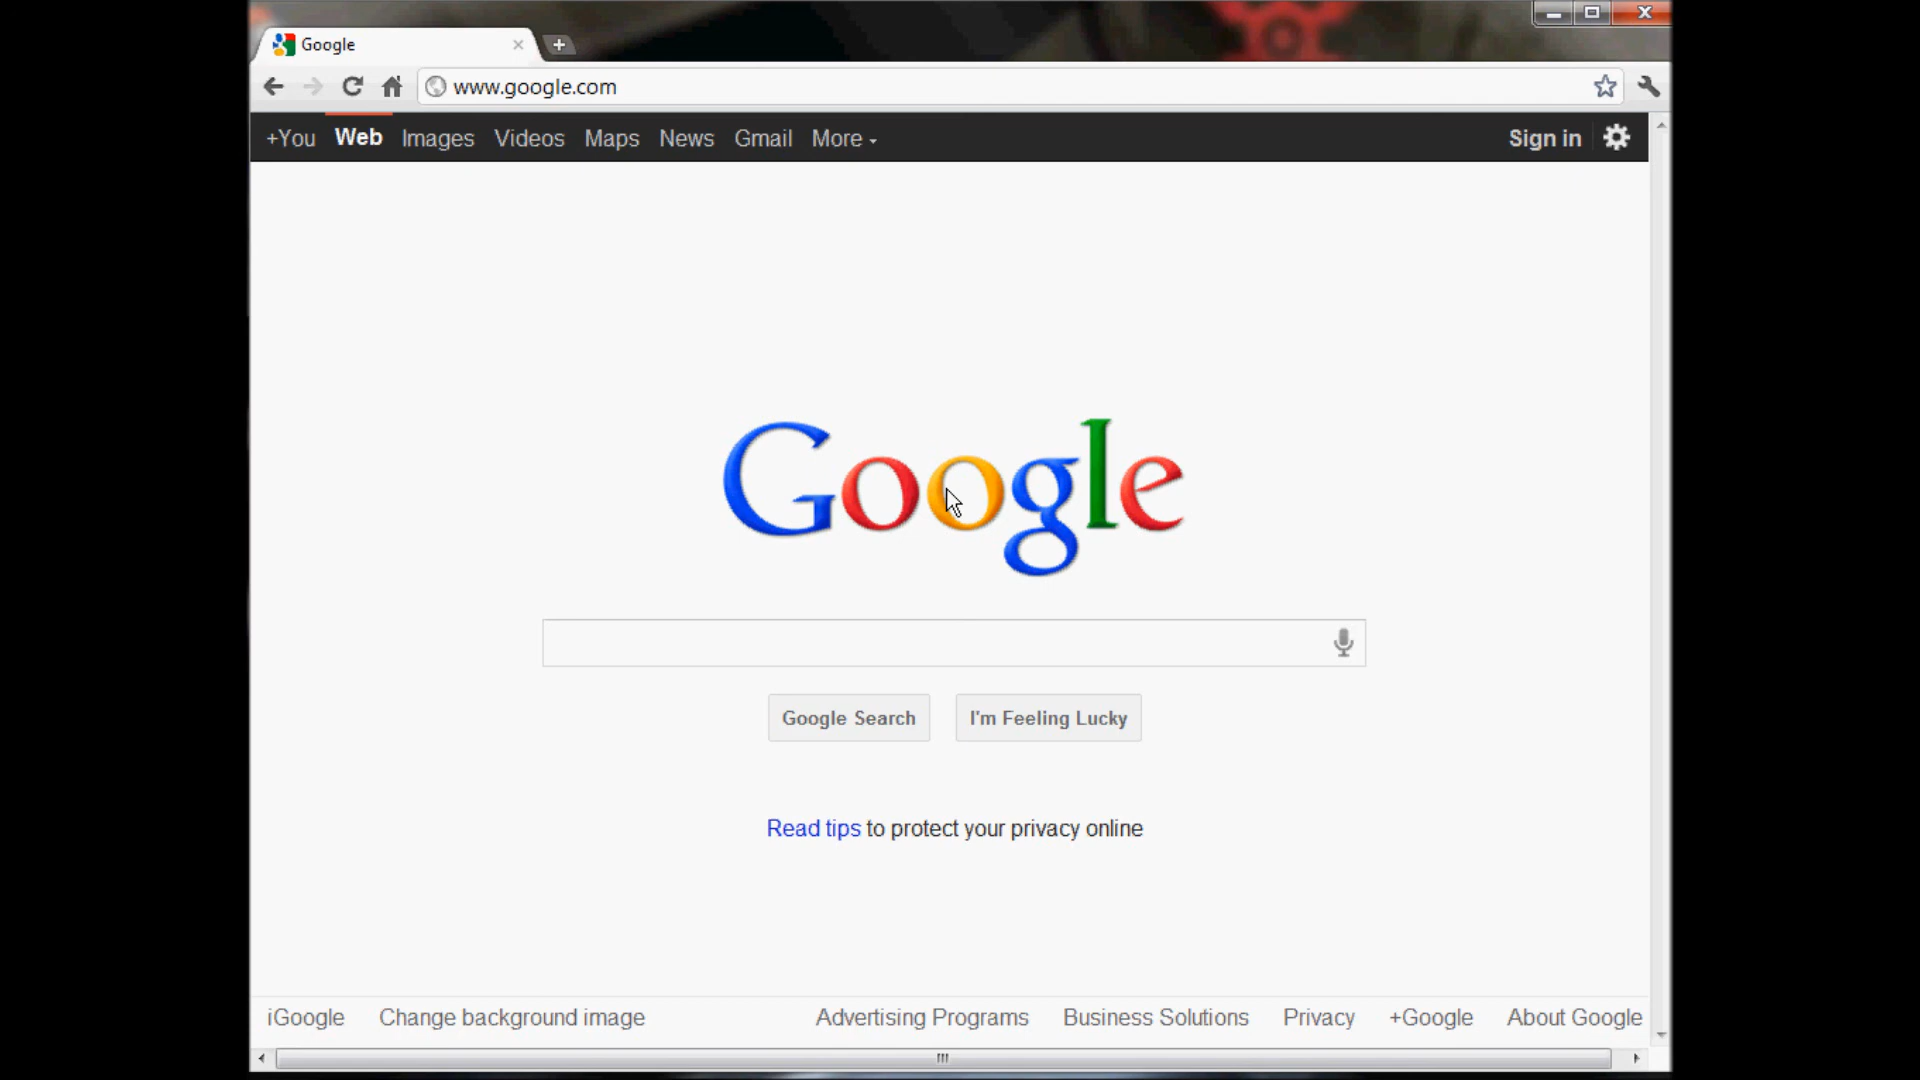 Google
www.google.com
+You Web Images Videos Maps News Gmail More Sign in
Google
Google Search I'm Feeling Lucky
Read tips to protect your privacy online
iGoogle Change background image Advertising Programs Business Solutions Privacy +Google About Google